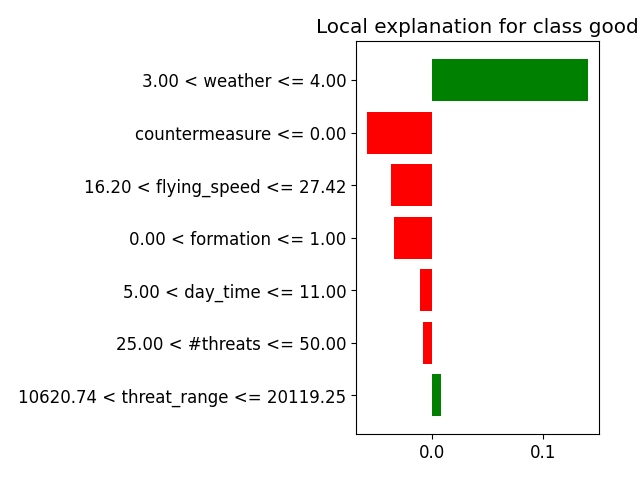 Local explanation for class good
3.00 < weather <= 4.00
countermeasure <= 0.00
16.20 < flying_speed <= 27.42
0.00 < formation <= 1.00
5.00 < day_time <= 11.00
25.00 < #threats <= 50.00
10620.74 < threat_range <= 20119.25
0.0 0.1